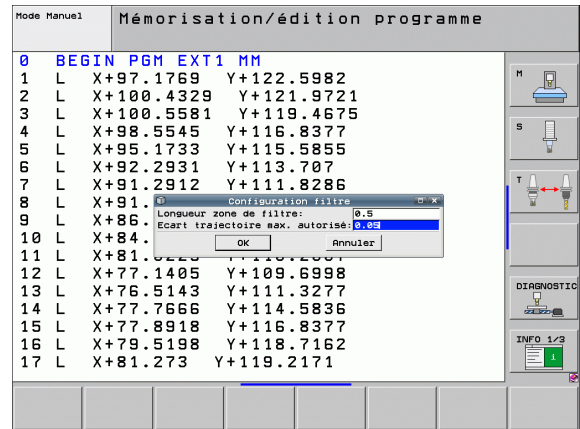 Mode Manuel
Mémorisation/édition programme
0 BEGIN PGM EXT1 MM
1 L X+97.1769 Y+122.5982
2 L X+100.4329 Y+121.9721
3 L X+100.5581 Y+119.4675
4 L X+98.5545 Y+116.8377
5 L X+95.1733 Y+115.5855
6 L X+92.2931 Y+113.707
7 L X+91.2912 Y+111.8286
8 L X+91.
9 L X+86.
10 L X+84.
11 L X+81.
12 L X+77.1405 Y+109.6998
13 L X+76.5143 Y+111.3277
14 L X+77.7666 Y+114.5836
15 L X+77.8918 Y+116.8377
16 L X+79.5198 Y+118.7162
17 L X+81.273 Y+119.2171
Configuration filtre
Longueur zone de filtre: 0.5
Ecart trajectoire max. autorisé: 0.05
OK Annuler
M
S
T
DIAGNOSTIC
INFO 1/3
i